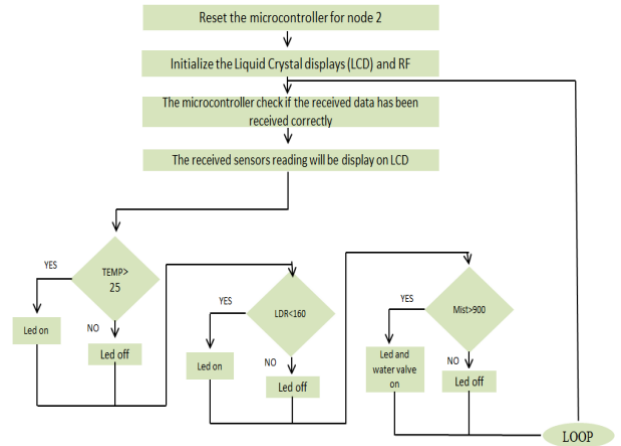 Reset the microcontroller for node 2
Initialize the Liquid Crystal displays (LCD) and RF
The microcontroller check if the received data has been
received correctly
The received sensors reading will be display on LCD
YES
TEMP>
25
NO
Led on
Led off
YES
LDR<160
NO
Led on
Led off
YES
Mist>900
NO
Led and
water valve
on
Led off
LOOP